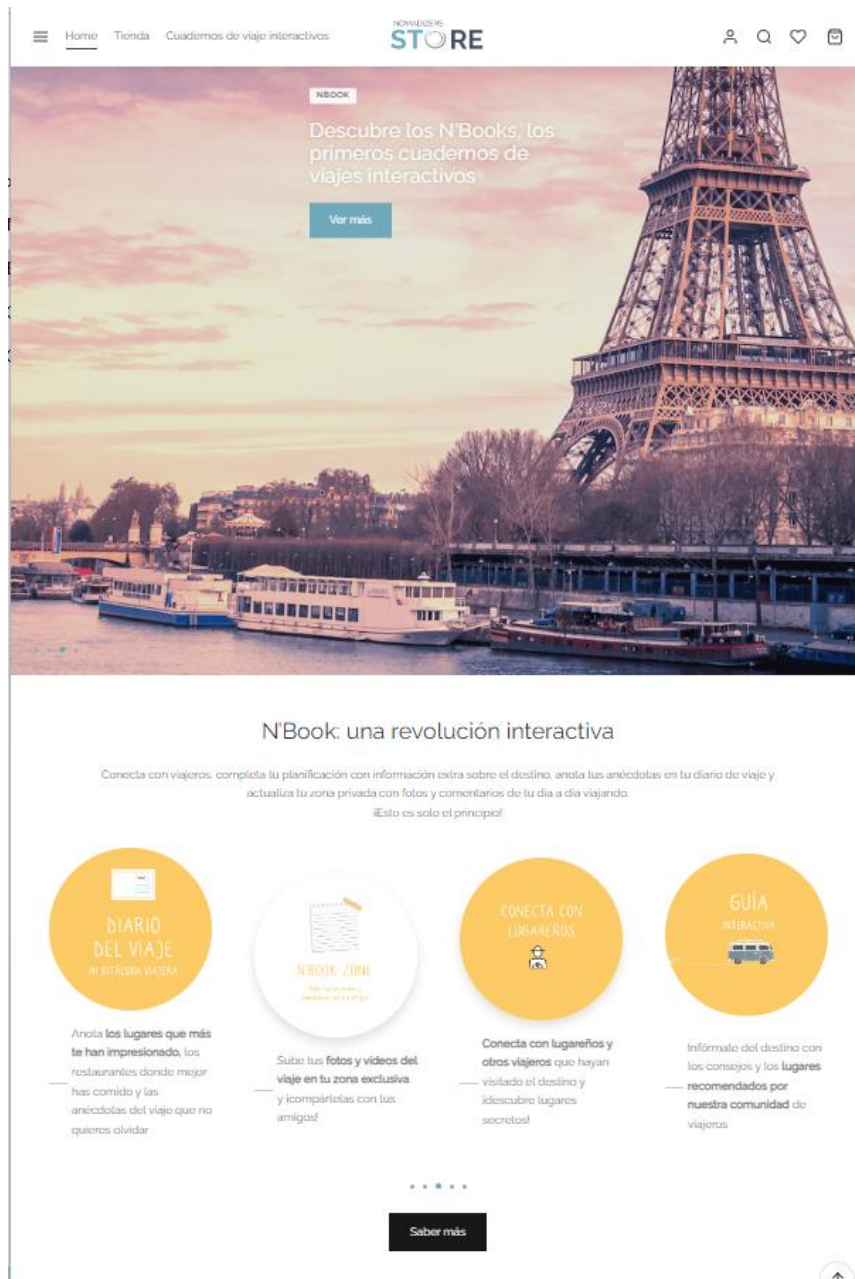 Home Tienda Cuadernos de viaje interactivos
NOMADIZERS
STORE
N'BOOK
Descubre los N'Books, los
primeros cuadernos de
viajes interactivos
Ver más
N'Book: una revolución interactiva
Conecta con viajeros, completa tu planificación con información extra sobre el destino, anota tus anécdotas en tu diario de viaje y
actualiza tu zona privada con fotos y comentarios de tu día a día viajando.
¡Esto es solo el principio!
DIARIO
DEL VIAJE
MI BITÁCORA VIAJERA
Anota los lugares que más
te han impresionado, los
restaurantes donde mejor
has comido y las
anécdotas del viaje que no
quieres olvidar
N'BOOK ZONE
Sube tus fotos y vídeos del
viaje en tu zona exclusiva
y ¡compártelas con tus
amigos!
CONECTA CON
LUGAREÑOS
Conecta con lugareños y
otros viajeros que hayan
visitado el destino y
¡descubre lugares
secretos!
GUÍA
INTERACTIVA
Infórmate del destino con
los consejos y los lugares
recomendados por
nuestra comunidad de
viajeros
Saber más